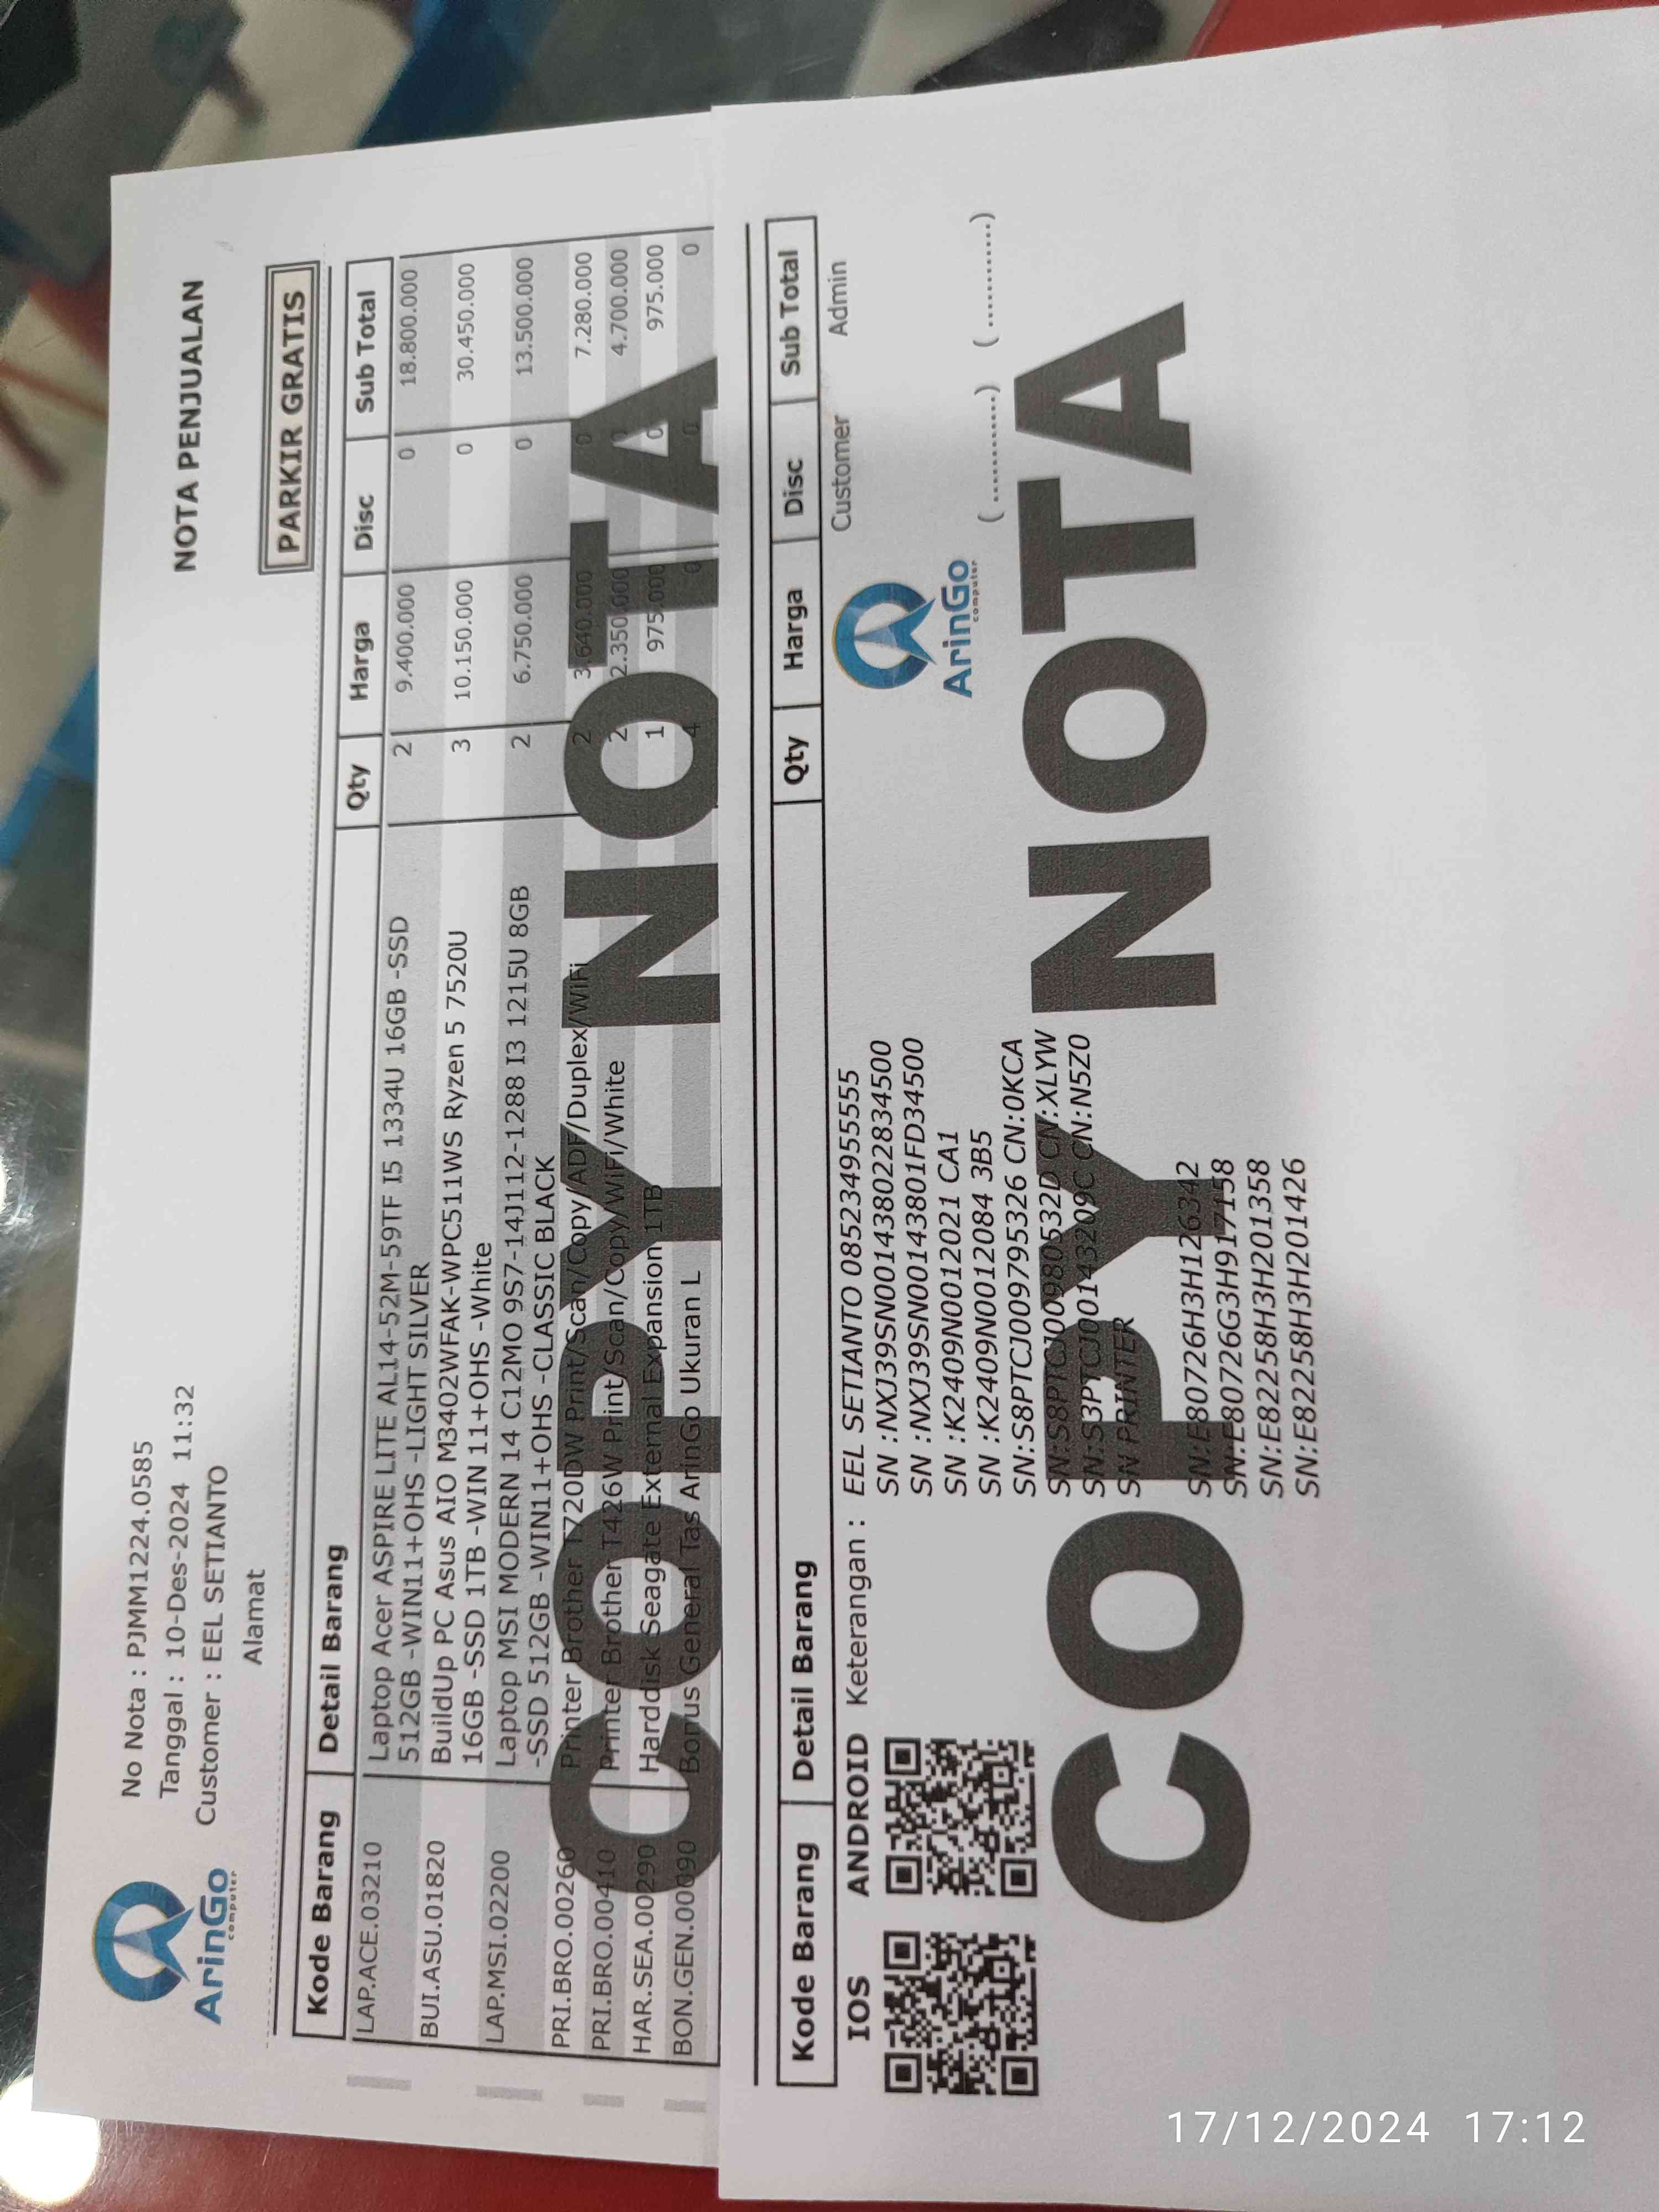 ArinGo
computer
No Nota : PJMM1224.0585
Tanggal : 10-Des-2024 11:32
Customer : EEL SETIANTO
Alamat
NOTA PENJUALAN
PARKIR GRATIS
Kode Barang Detail Barang Qty Harga Disc Sub Total
LAP.ACE.03210 Laptop Acer ASPIRE LITE AL14-52M-59TF I5 1334U 16GB -SSD 2 9.400.000 0 18.800.000
512GB -WIN11+OHS -LIGHT SILVER
BUI.ASU.01820 BuildUp PC Asus AIO M3402WFAK-WPC511WS Ryzen 5 7520U 3 10.150.000 0 30.450.000
16GB -SSD 1TB -WIN 11+OHS -White
LAP.MSI.02200 Laptop MSI MODERN 14 C12MO 9S7-14J112-1288 I3 1215U 8GB 2 6.750.000 0 13.500.000
-SSD 512GB -WIN11+OHS -CLASSIC BLACK
PRI.BRO.00260 Printer Brother T720DW Print/Scan/Copy/ADF/Duplex/WiFi 2 3.640.000 0 7.280.000
PRI.BRO.00410 Printer Brother T426W Print/Scan/Copy/WiFi/White 2 2.350.000 0 4.700.000
HAR.SEA.00290 Harddisk Seagate External Expansion 1TB 1 975.000 0 975.000
BON.GEN.00090 Bonus General Tas ArinGo Ukuran L 4 0 0 0
COPY NOTA
Kode Barang Detail Barang Qty Harga Disc Sub Total
IOS ANDROID Keterangan : EEL SETIANTO 085234955555
SN :NXJ39SN001438022834500
SN :NXJ39SN00143801FD34500
SN :K2409N0012021 CA1
SN :K2409N0012084 3B5
SN:S8PTCJ009795326 CN:0KCA
SN:S8PTCJ00980532D CN:XLYW
SN:S3PTCJ00143209C CN:N5Z0
SN PRINTER
SN:E80726H3H126342
SN:E80726G3H917158
SN:E82258H3H201358
SN:E82258H3H201426
ArinGo
computer
Customer Admin
(...........) (...........)
COPY NOTA
17/12/2024 17:12